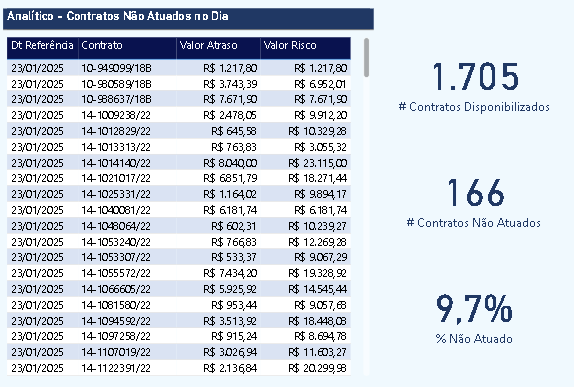 Analítico - Contratos Não Atuados no Dia
Dt Referência Contrato Valor Atraso Valor Risco
23/01/2025 10-949099/18B R$ 1.217,80 R$ 1.217,80
23/01/2025 10-980589/18B R$ 3.743,39 R$ 6.952,01
23/01/2025 10-988637/18B R$ 7.671,90 R$ 7.671,90
23/01/2025 14-1009238/22 R$ 2.478,05 R$ 9.912,20
23/01/2025 14-1012829/22 R$ 645,58 R$ 10.329,28
23/01/2025 14-1013313/22 R$ 763,83 R$ 3.055,32
23/01/2025 14-1014140/22 R$ 8.040,00 R$ 23.115,00
23/01/2025 14-1021017/22 R$ 6.851,79 R$ 18.271,44
23/01/2025 14-1025331/22 R$ 1.164,02 R$ 9.894,17
23/01/2025 14-1040081/22 R$ 6.181,74 R$ 6.181,74
23/01/2025 14-1048064/22 R$ 602,31 R$ 10.239,27
23/01/2025 14-1053240/22 R$ 766,83 R$ 12.269,28
23/01/2025 14-1053307/22 R$ 533,37 R$ 9.067,29
23/01/2025 14-1055572/22 R$ 7.434,20 R$ 19.328,92
23/01/2025 14-1066605/22 R$ 5.925,92 R$ 14.545,44
23/01/2025 14-1081580/22 R$ 953,44 R$ 9.057,63
23/01/2025 14-1094592/22 R$ 3.513,92 R$ 18.448,08
23/01/2025 14-1097258/22 R$ 915,24 R$ 8.694,78
23/01/2025 14-1107019/22 R$ 3.026,94 R$ 11.603,27
23/01/2025 14-1122391/22 R$ 2.136,84 R$ 20.299,98
1.705
# Contratos Disponibilizados
166
# Contratos Não Atuados
9,7%
% Não Atuado